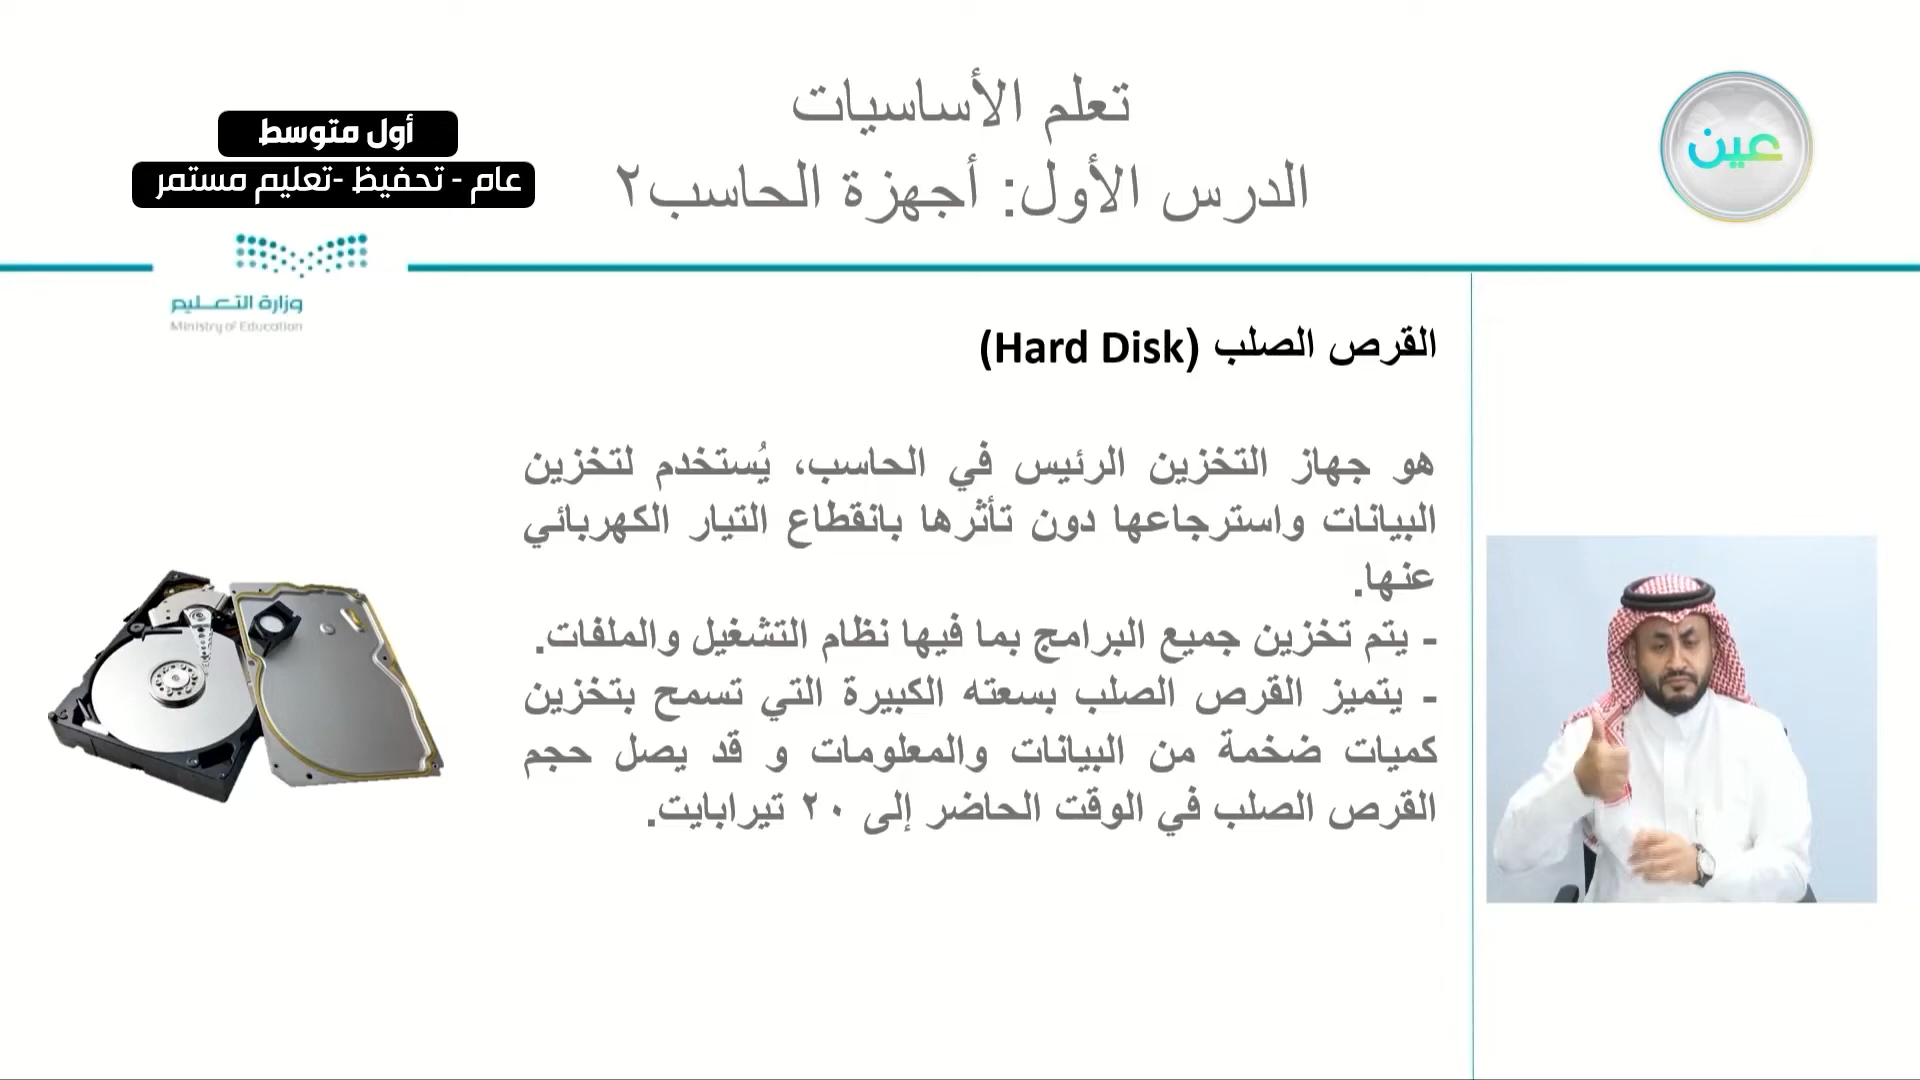 تعلم الأساسيات
الدرس الأول: أجهزة الحاسب٢
عين
أول متوسط
عام - تحفيظ -تعليم مستمر
وزارة التعـــليم
Ministry of Education
القرص الصلب (Hard Disk)
هو جهاز التخزين الرئيس في الحاسب، يُستخدم لتخزين
البيانات واسترجاعها دون تأثرها بانقطاع التيار الكهربائي
عنها.
- يتم تخزين جميع البرامج بما فيها نظام التشغيل والملفات.
- يتميز القرص الصلب بسعته الكبيرة التي تسمح بتخزين
كميات ضخمة من البيانات والمعلومات و قد يصل حجم
القرص الصلب في الوقت الحاضر إلى ٢٠ تيرابايت.